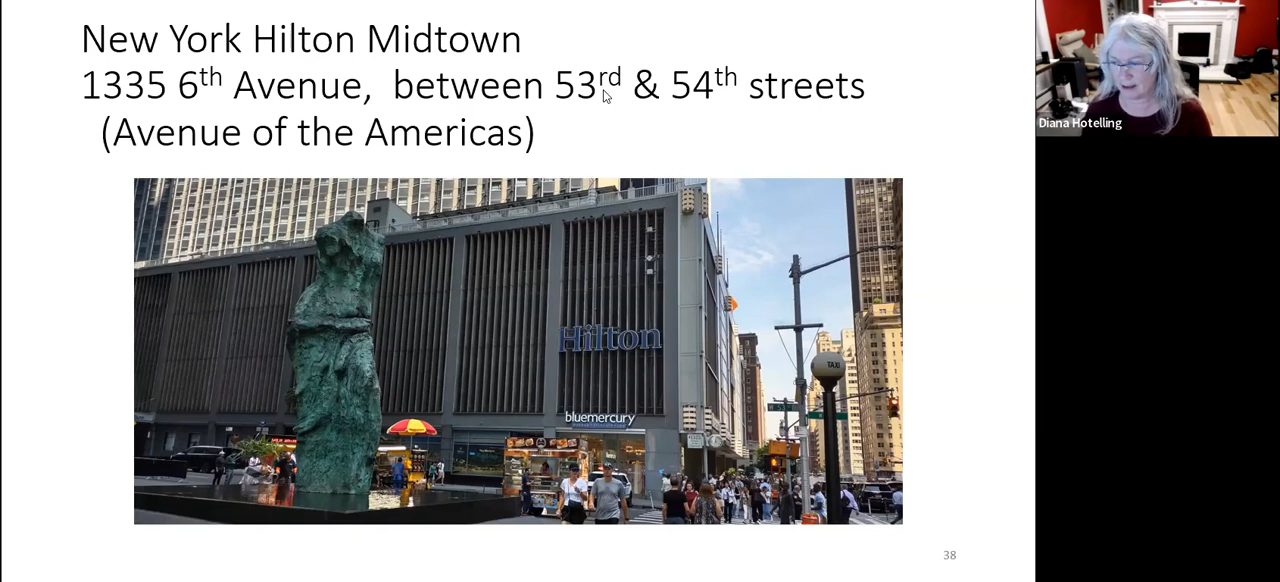 New York Hilton Midtown
1335 6th Avenue, between 53rd & 54th streets
(Avenue of the Americas)
Diana Hotelling
Hilton
bluemercury
TAXI
38